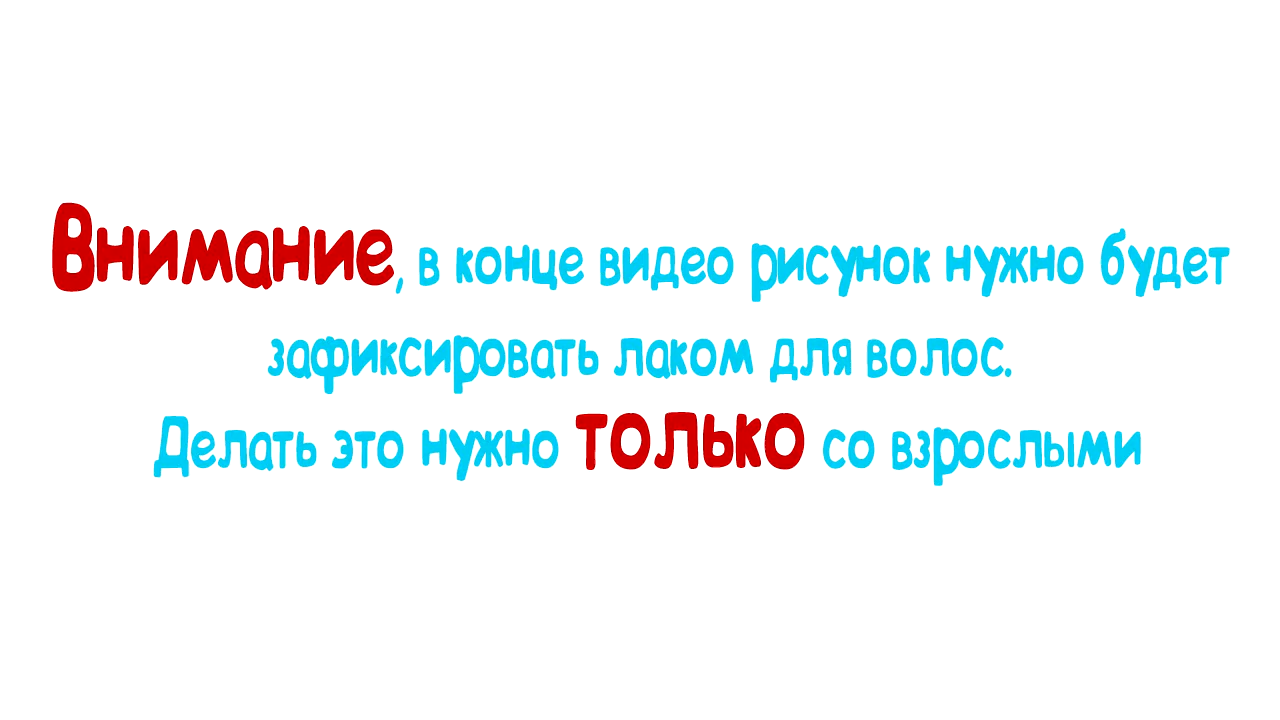 Внимание, в конце видео рисунок нужно будет
зафиксировать лаком для волос.
Делать это нужно только со взрослыми